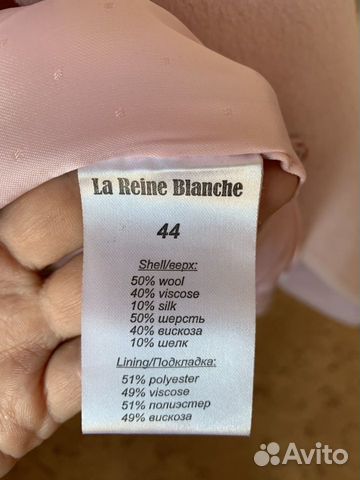 La Reine Blanche
44
Shell/верх:
50% wool
40% viscose
10% silk
50% шерсть
40% вискоза
10% шелк
Lining/Подкладка:
51% polyester
49% viscose
51% полиэстер
49% вискоза
Avito